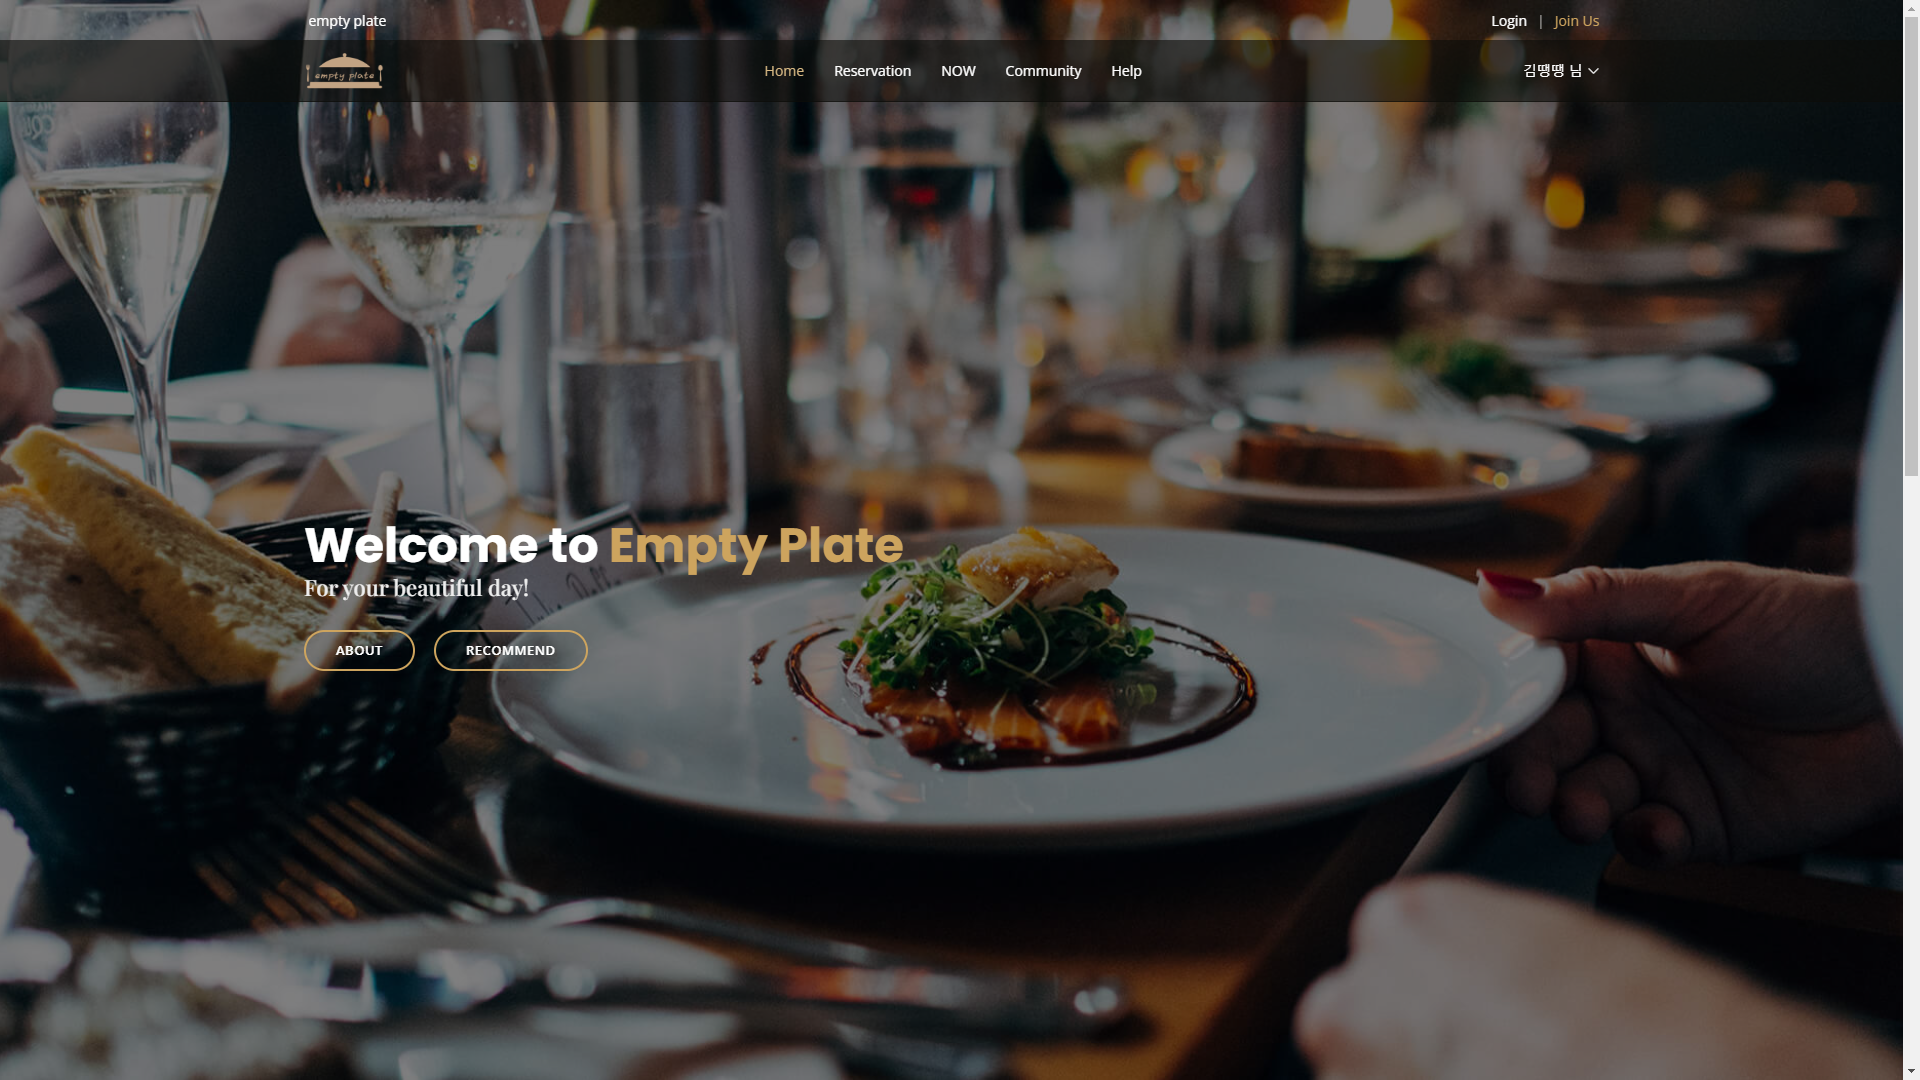 empty plate
Login | Join Us
empty plate
Home Reservation NOW Community Help
김땡땡 님
Welcome to Empty Plate
For your beautiful day!
ABOUT RECOMMEND